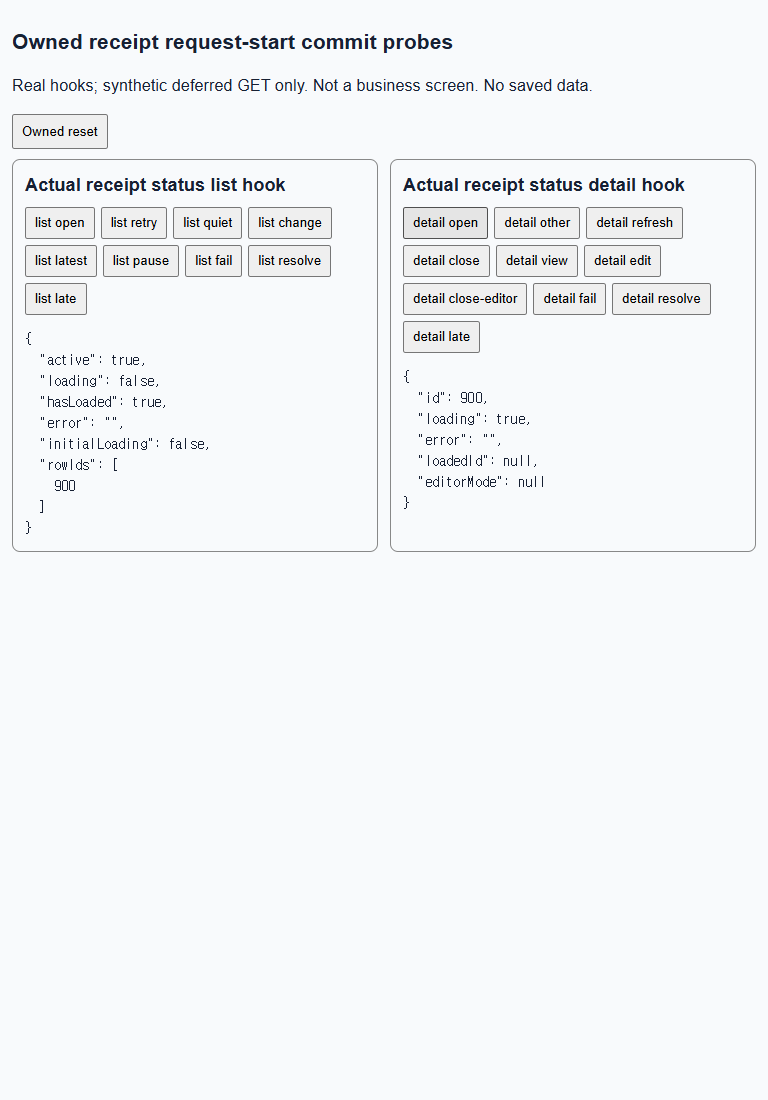 Owned receipt request-start commit probes
Real hooks; synthetic deferred GET only. Not a business screen. No saved data.
Owned reset
Actual receipt status list hook
list open
list retry
list quiet
list change
list latest
list pause
list fail
list resolve
list late
{
  "active": true,
  "loading": false,
  "hasLoaded": true,
  "error": "",
  "initialLoading": false,
  "rowIds": [
    900
  ]
}
Actual receipt status detail hook
detail open
detail other
detail refresh
detail close
detail view
detail edit
detail close-editor
detail fail
detail resolve
detail late
{
  "id": 900,
  "loading": true,
  "error": "",
  "loadedId": null,
  "editorMode": null
}